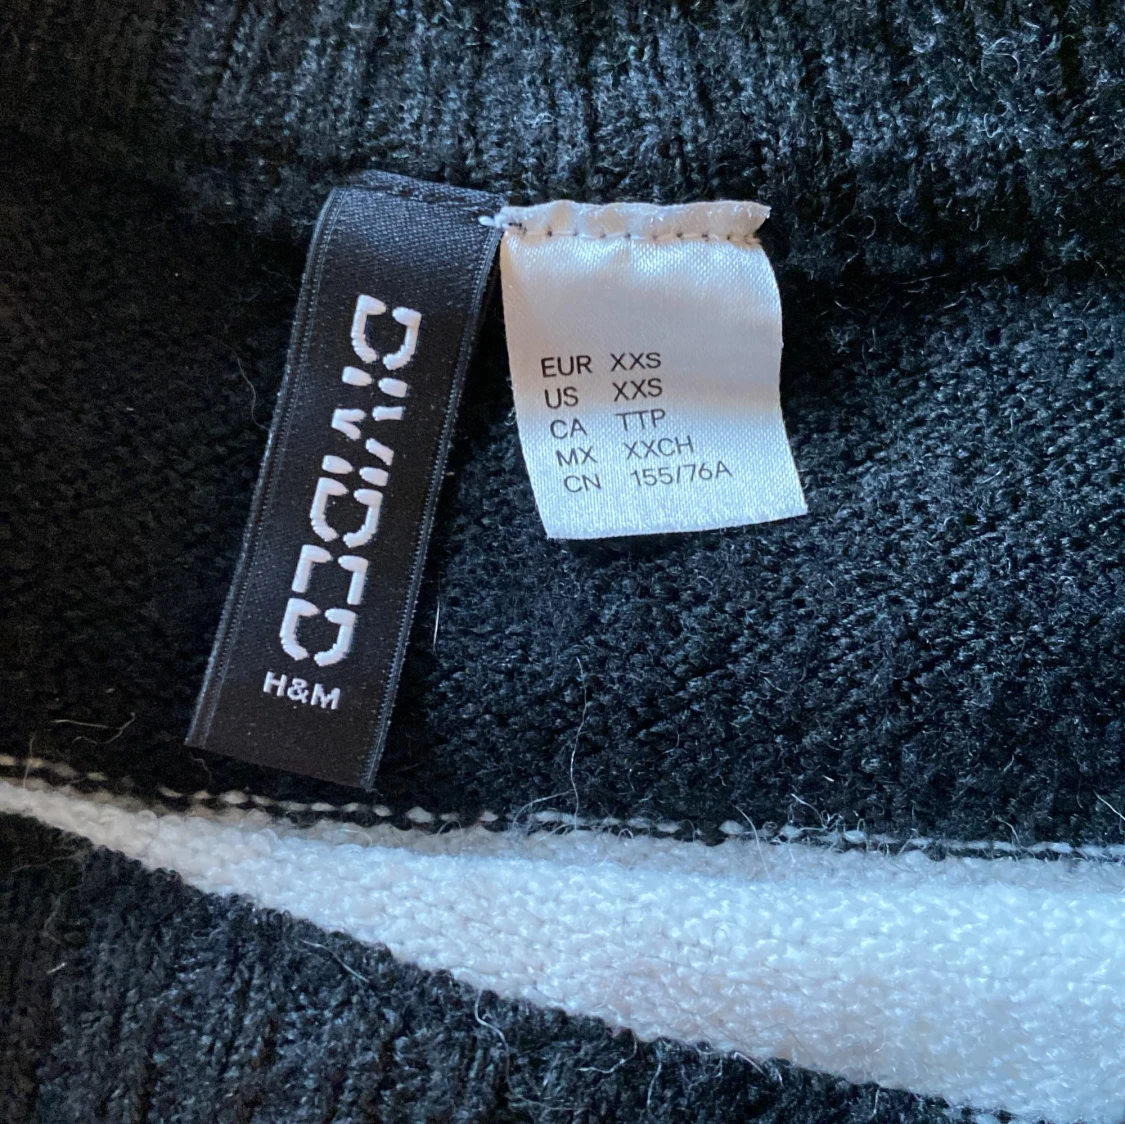 DIVIDED
H&M
EUR XXS
US XXS
CA TTP
MX XXCH
CN 155/76A